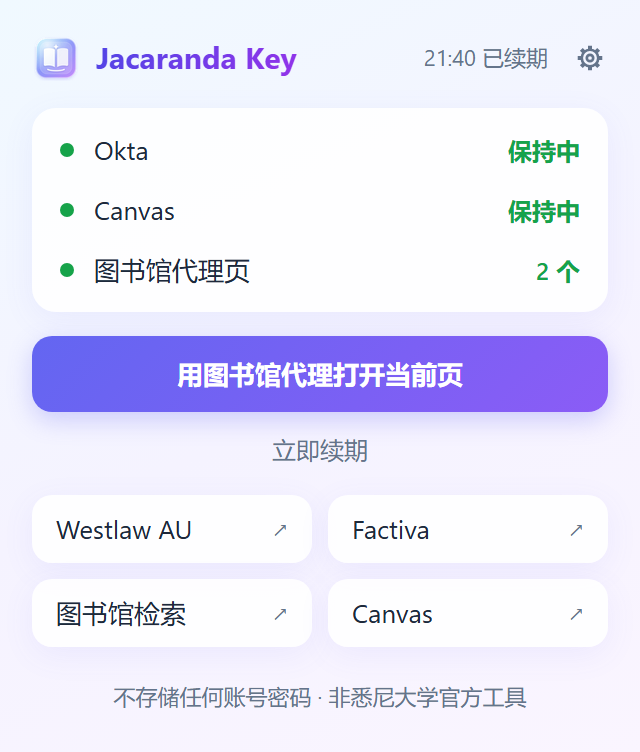 Jacaranda Key
21:40 已续期
Okta 保持中
Canvas 保持中
图书馆代理页 2 个
用图书馆代理打开当前页
立即续期
Westlaw AU ↗
Factiva ↗
图书馆检索 ↗
Canvas ↗
不存储任何账号密码 · 非悉尼大学官方工具